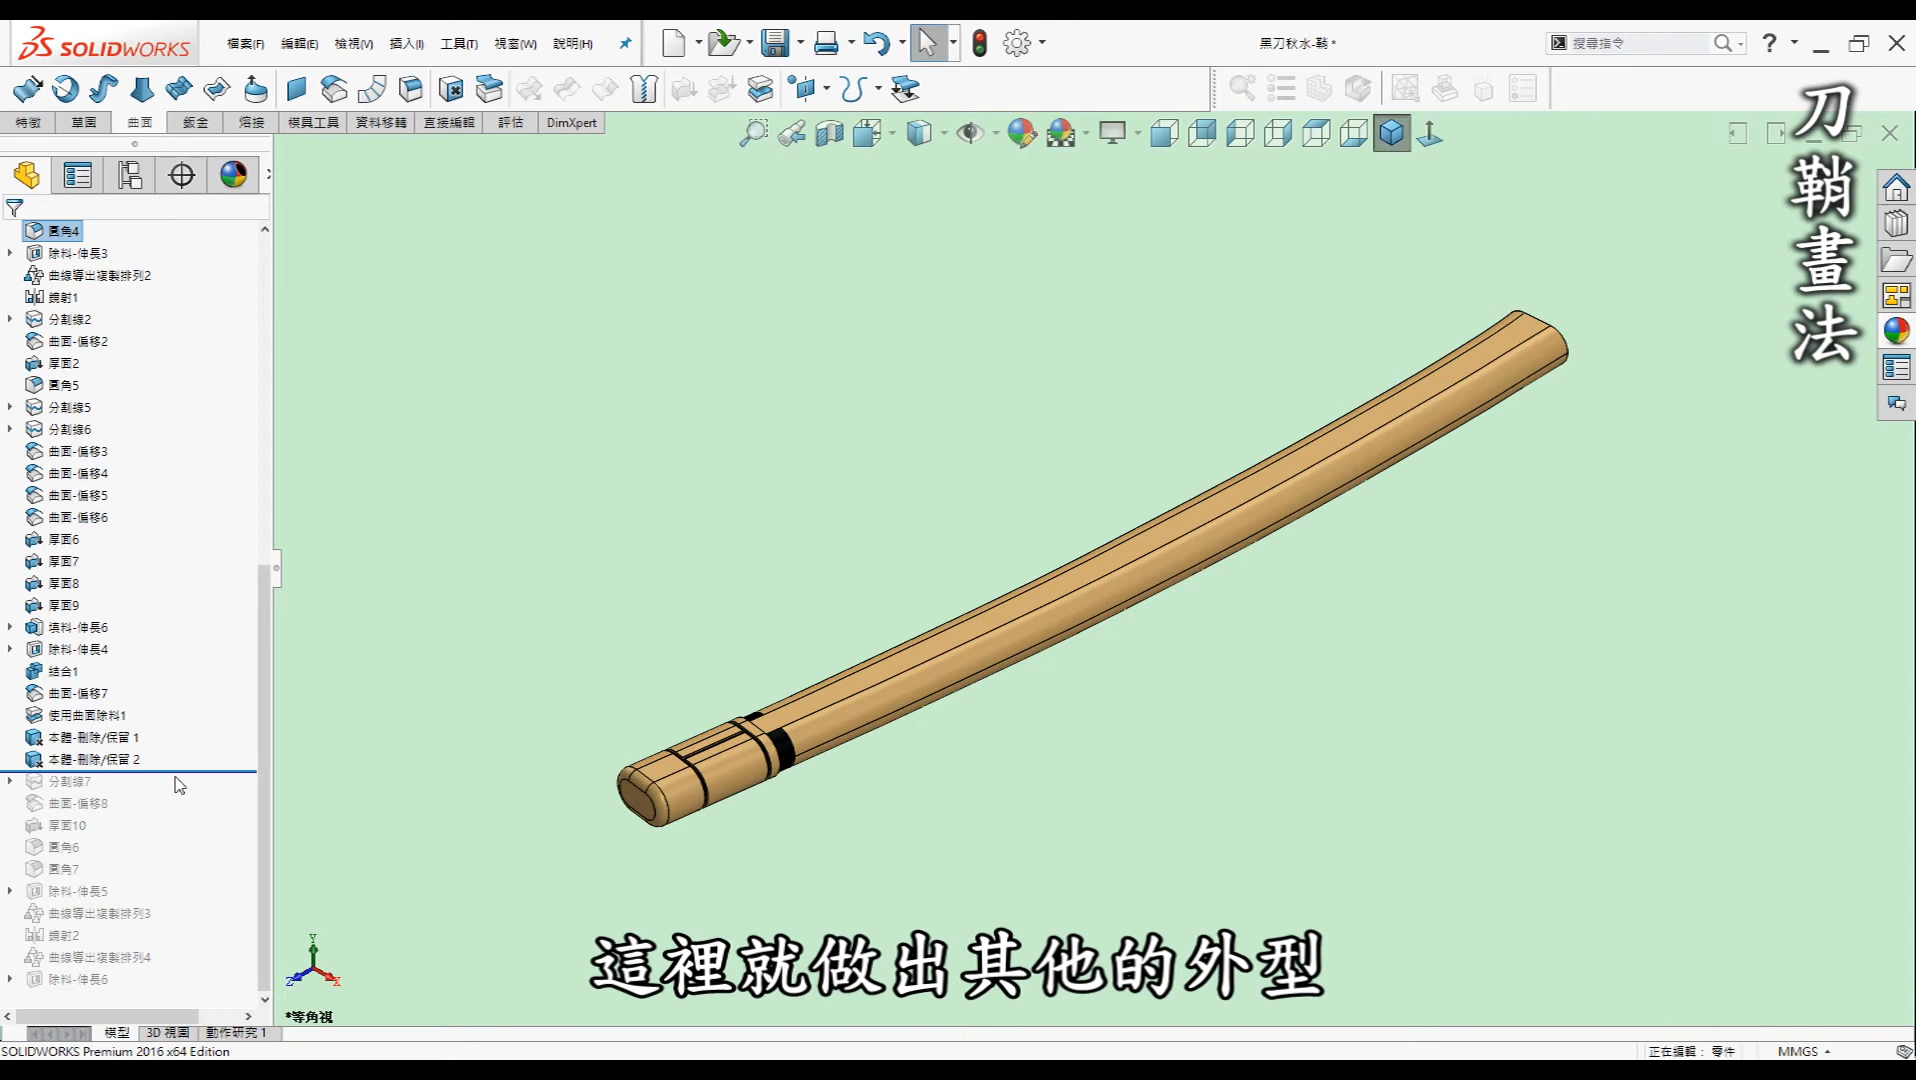 SOLIDWORKS
檔案(F) 編輯(E) 檢視(V) 插入(I) 工具(T) 視窗(W) 說明(H)
黑刀秋水-鞘 *
搜尋指令
特徵 草圖 曲面 鈑金 熔接 模具工具 資料移轉 直接編輯 評估 DimXpert
刀鞘畫法
圓角4
除料-伸長3
曲線導出複製排列2
鏡射1
分割線2
曲面-偏移2
厚面2
圓角5
分割線5
分割線6
曲面-偏移3
曲面-偏移4
曲面-偏移5
曲面-偏移6
厚面6
厚面7
厚面8
厚面9
填料-伸長6
除料-伸長4
結合1
曲面-偏移7
使用曲面除料1
本體-刪除/保留 1
本體-刪除/保留 2
分割線7
曲面-偏移8
厚面10
圓角6
圓角7
除料-伸長5
曲線導出複製排列3
鏡射2
曲線導出複製排列4
除料-伸長6
Y
Z
X
*等角視
這裡就做出其他的外型
模型 3D 視圖 動作研究 1
SOLIDWORKS Premium 2016 x64 Edition
正在編輯： 零件 MMGS